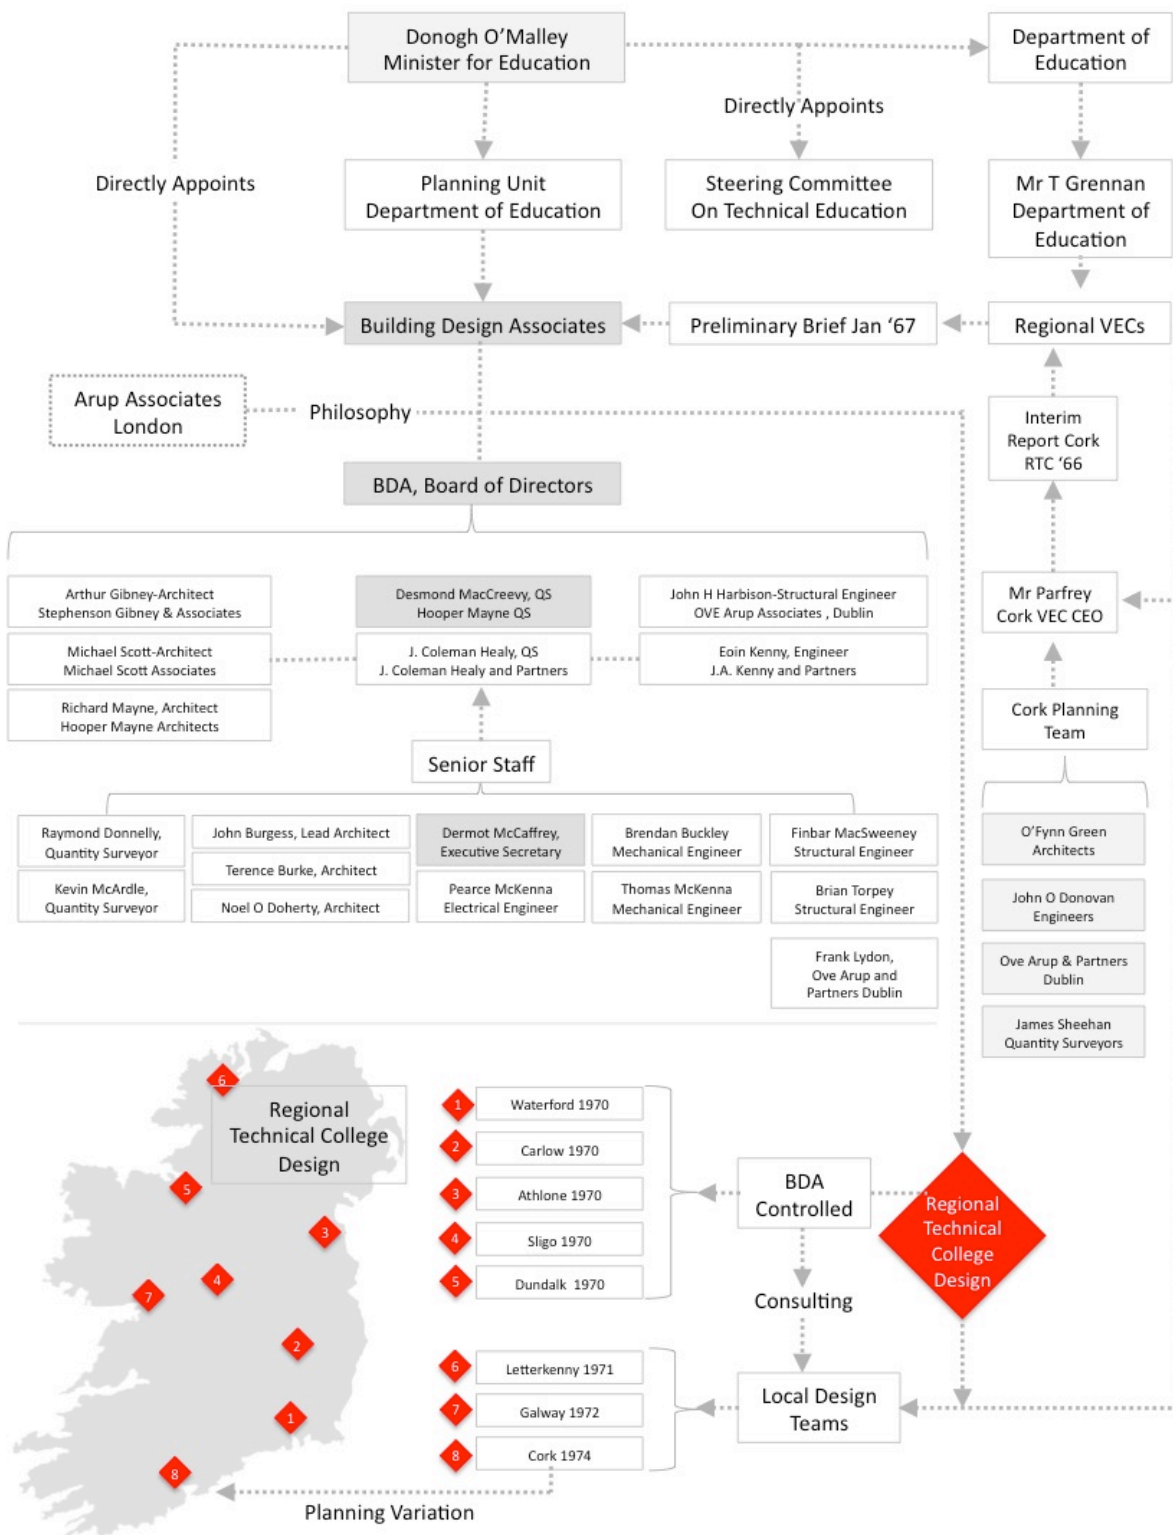 Donogh O’Malley
Minister for Education
Department of
Education
Directly Appoints
Directly Appoints
Planning Unit
Department of Education
Steering Committee
On Technical Education
Mr T Grennan
Department of
Education
Building Design Associates
Preliminary Brief Jan ‘67
Regional VECs
Arup Associates
London
Philosophy
Interim
Report Cork
RTC ‘66
BDA, Board of Directors
Arthur Gibney-Architect
Stephenson Gibney & Associates
Desmond MacCreevy, QS
Hooper Mayne QS
John H Harbison-Structural Engineer
OVE Arup Associates , Dublin
Mr Parfrey
Cork VEC CEO
Michael Scott-Architect
Michael Scott Associates
J. Coleman Healy, QS
J. Coleman Healy and Partners
Eoin Kenny, Engineer
J.A. Kenny and Partners
Richard Mayne, Architect
Hooper Mayne Architects
Cork Planning
Team
Senior Staff
Raymond Donnelly,
Quantity Surveyor
John Burgess, Lead Architect
Dermot McCaffrey,
Executive Secretary
Brendan Buckley
Mechanical Engineer
Finbar MacSweeney
Structural Engineer
O’Fynn Green
Architects
Terence Burke, Architect
Kevin McArdle,
Quantity Surveyor
Noel O Doherty, Architect
Pearce McKenna
Electrical Engineer
Thomas McKenna
Mechanical Engineer
Brian Torpey
Structural Engineer
John O Donovan
Engineers
Frank Lydon,
Ove Arup and
Partners Dublin
Ove Arup & Partners
Dublin
James Sheehan
Quantity Surveyors
Regional
Technical College
Design
6
5
3
4
7
2
1
8
1 Waterford 1970
2 Carlow 1970
3 Athlone 1970
4 Sligo 1970
5 Dundalk 1970
BDA
Controlled
Regional
Technical
College
Design
Consulting
6 Letterkenny 1971
7 Galway 1972
8 Cork 1974
Local Design
Teams
Planning Variation